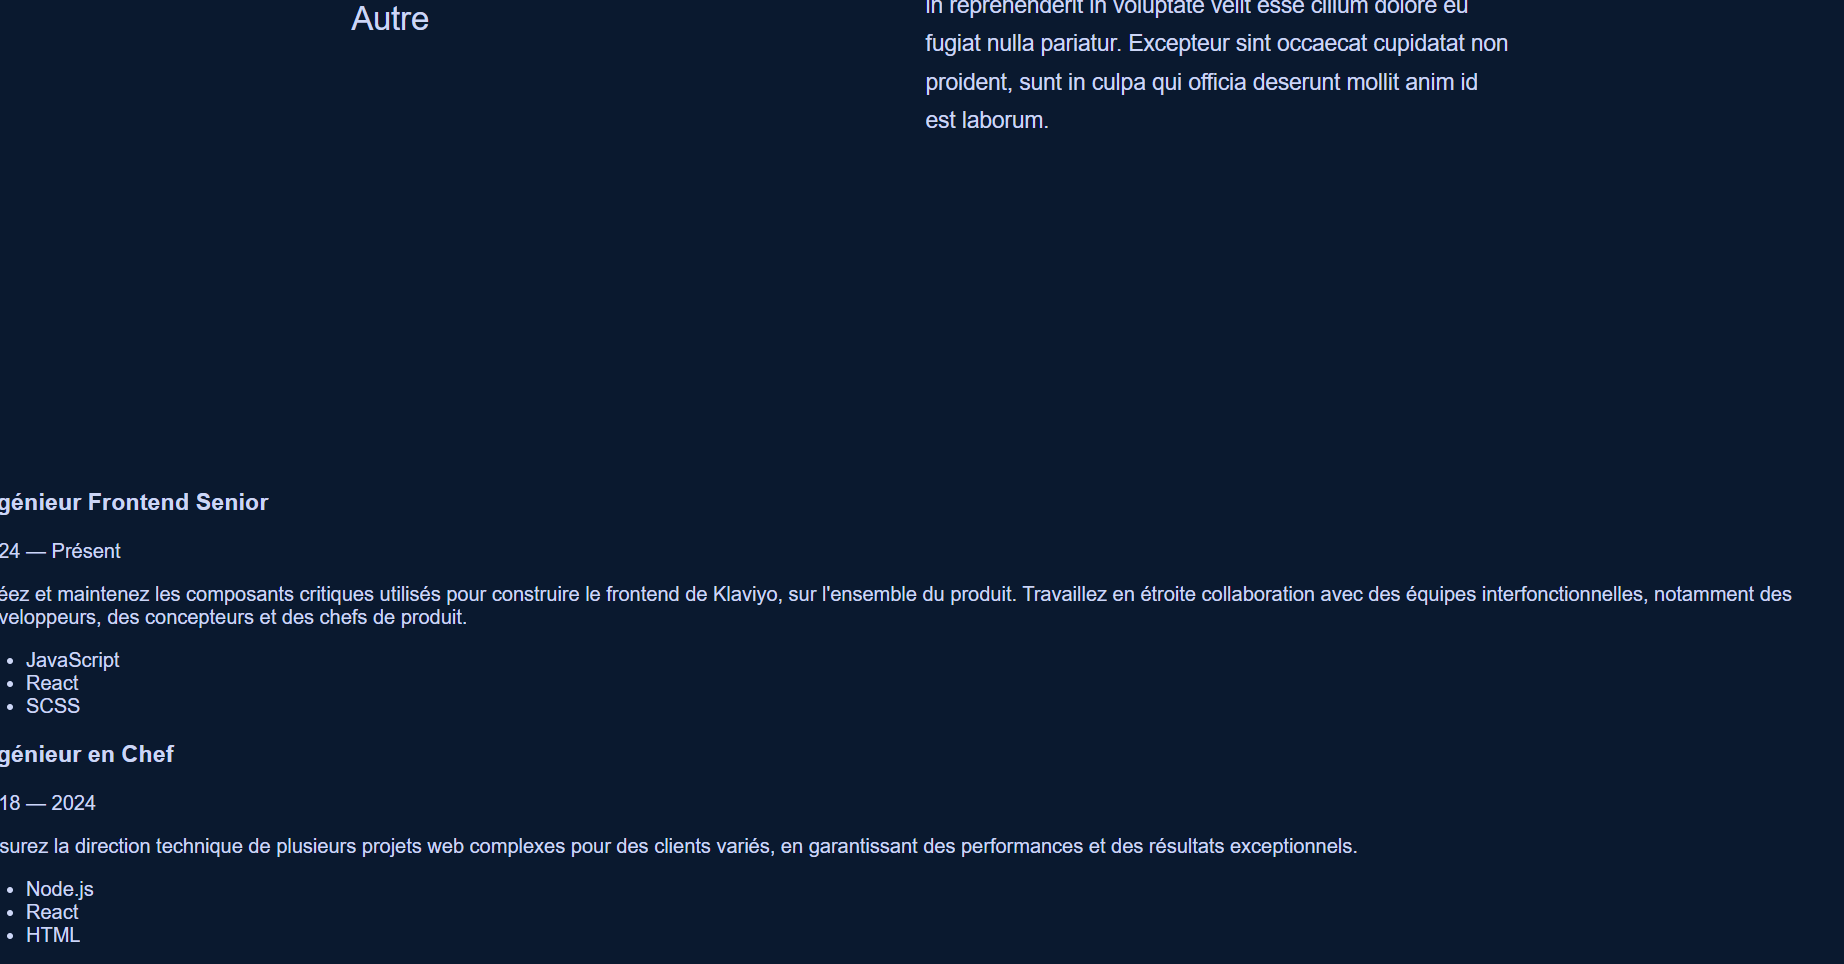 Autre
in reprehenderit in voluptate velit esse cillum dolore eu
fugiat nulla pariatur. Excepteur sint occaecat cupidatat non
proident, sunt in culpa qui officia deserunt mollit anim id
est laborum.
génieur Frontend Senior
24 — Présent
éez et maintenez les composants critiques utilisés pour construire le frontend de Klaviyo, sur l'ensemble du produit. Travaillez en étroite collaboration avec des équipes interfonctionnelles, notamment des
veloppeurs, des concepteurs et des chefs de produit.
• JavaScript
• React
• SCSS
génieur en Chef
18 — 2024
surez la direction technique de plusieurs projets web complexes pour des clients variés, en garantissant des performances et des résultats exceptionnels.
• Node.js
• React
• HTML